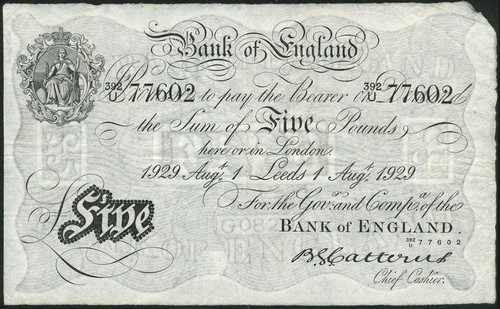 Bank of England
392/U 77602 to pay the Bearer on 392/U 77602
the Sum of Five Pounds
here or in London.
1929 Augt. 1 Leeds 1 Augt. 1929
For the Govr. and Compa. of the
BANK OF ENGLAND.
£Five
392/U 77602
B.G. Catterns
Chief Cashier.